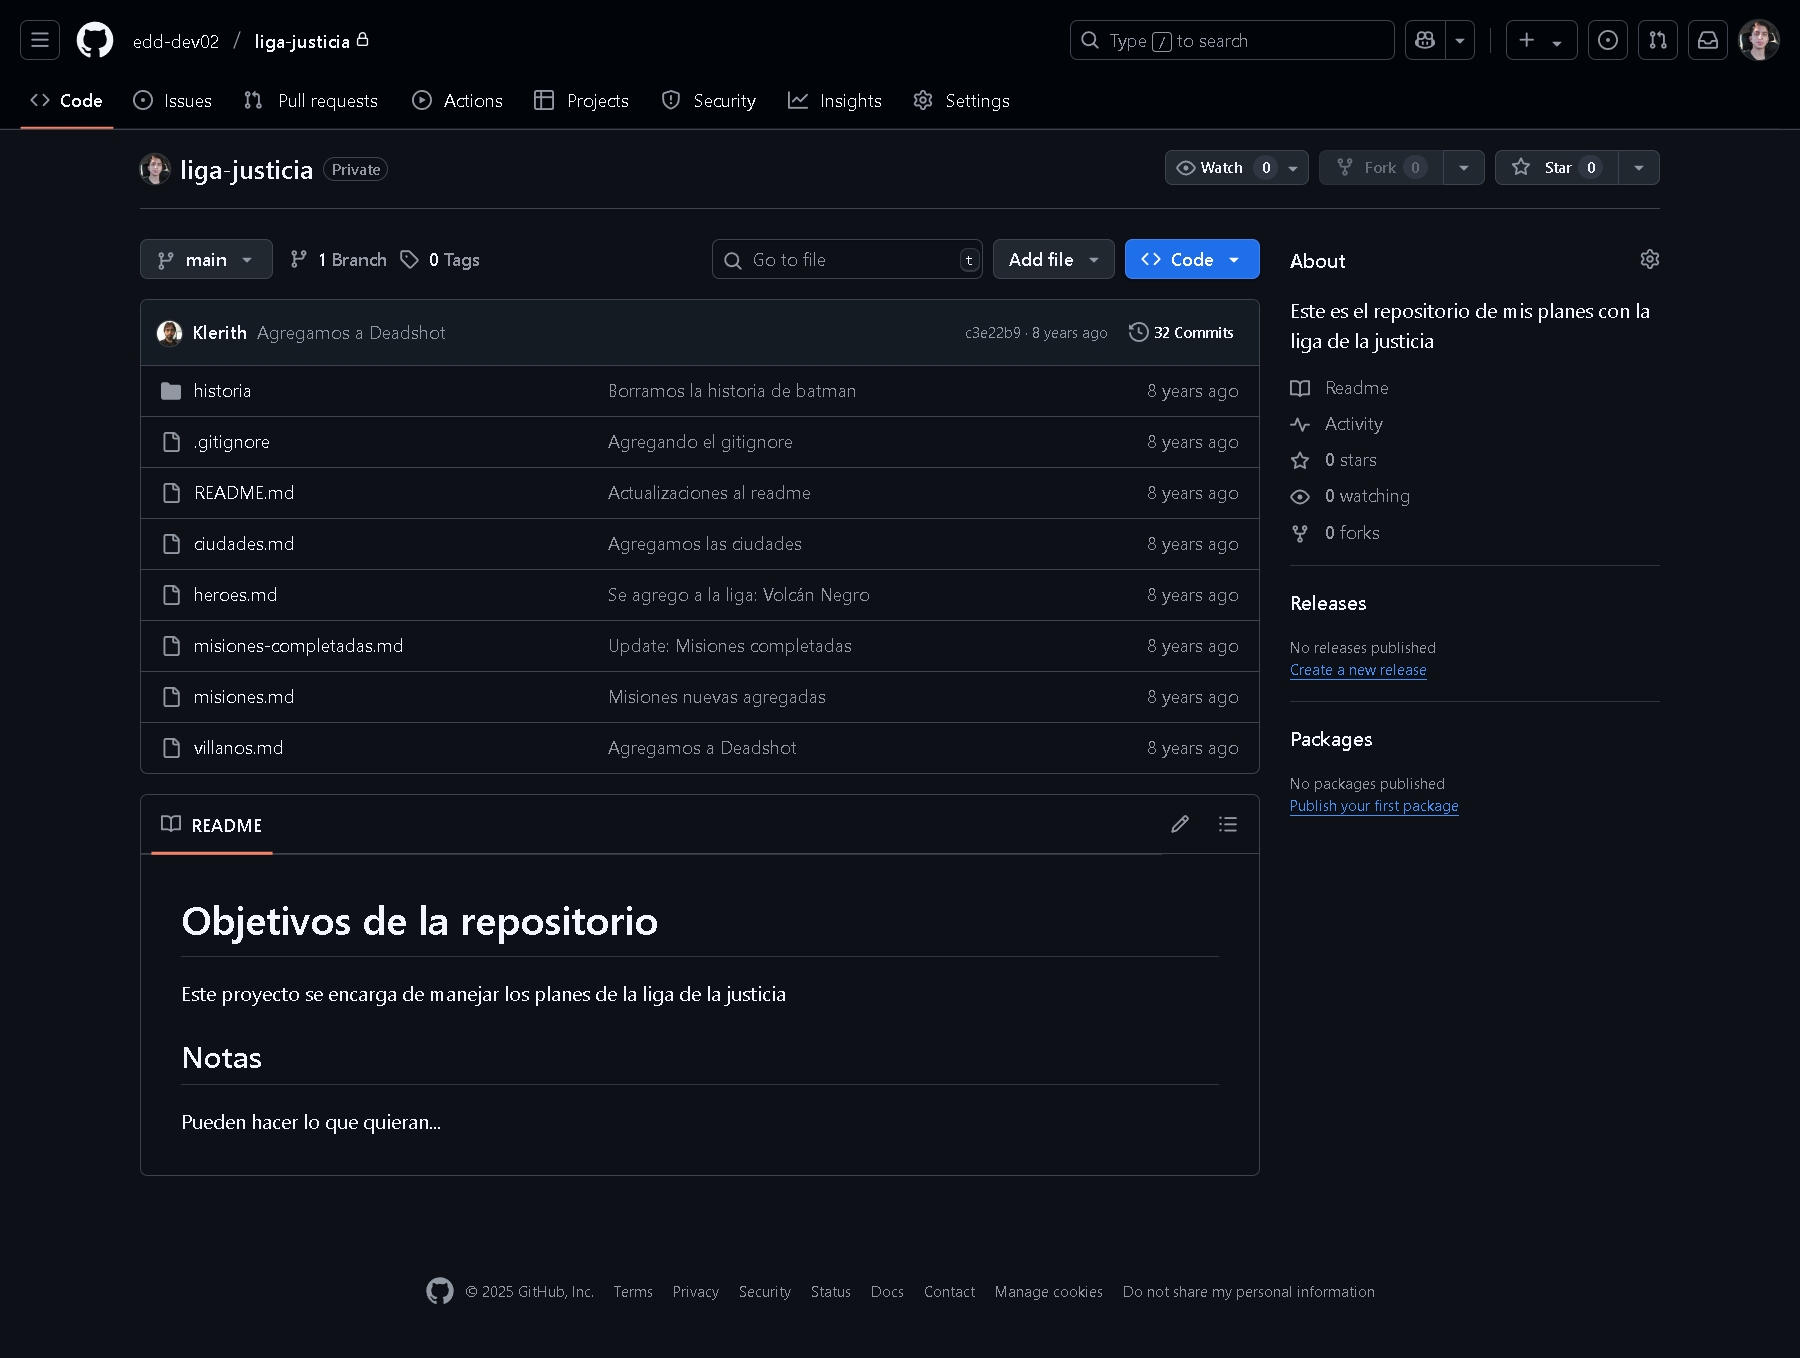 edd-dev02 / liga-justicia
Type / to search
Code Issues Pull requests Actions Projects Security Insights Settings
liga-justicia Private
Watch 0 Fork 0 Star 0
main 1 Branch 0 Tags
Go to file t Add file Code
Klerith Agregamos a Deadshot c3e22b9 · 8 years ago 32 Commits
historia Borramos la historia de batman 8 years ago
.gitignore Agregando el gitignore 8 years ago
README.md Actualizaciones al readme 8 years ago
ciudades.md Agregamos las ciudades 8 years ago
heroes.md Se agrego a la liga: Volcán Negro 8 years ago
misiones-completadas.md Update: Misiones completadas 8 years ago
misiones.md Misiones nuevas agregadas 8 years ago
villanos.md Agregamos a Deadshot 8 years ago
README
Objetivos de la repositorio
Este proyecto se encarga de manejar los planes de la liga de la justicia
Notas
Pueden hacer lo que quieran...
About
Este es el repositorio de mis planes con la
liga de la justicia
Readme
Activity
0 stars
0 watching
0 forks
Releases
No releases published
Create a new release
Packages
No packages published
Publish your first package
© 2025 GitHub, Inc. Terms Privacy Security Status Docs Contact Manage cookies Do not share my personal information